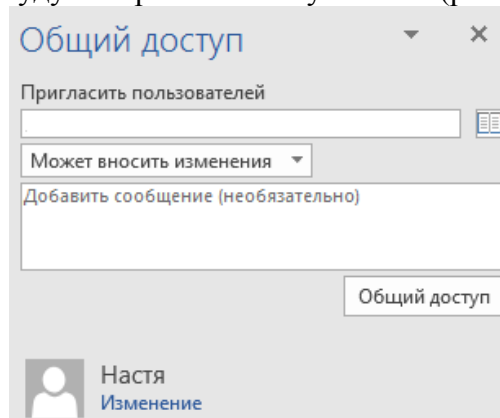 Общий доступ
Пригласить пользователей
Может вносить изменения
Добавить сообщение (необязательно)
Общий доступ
Настя
Изменение